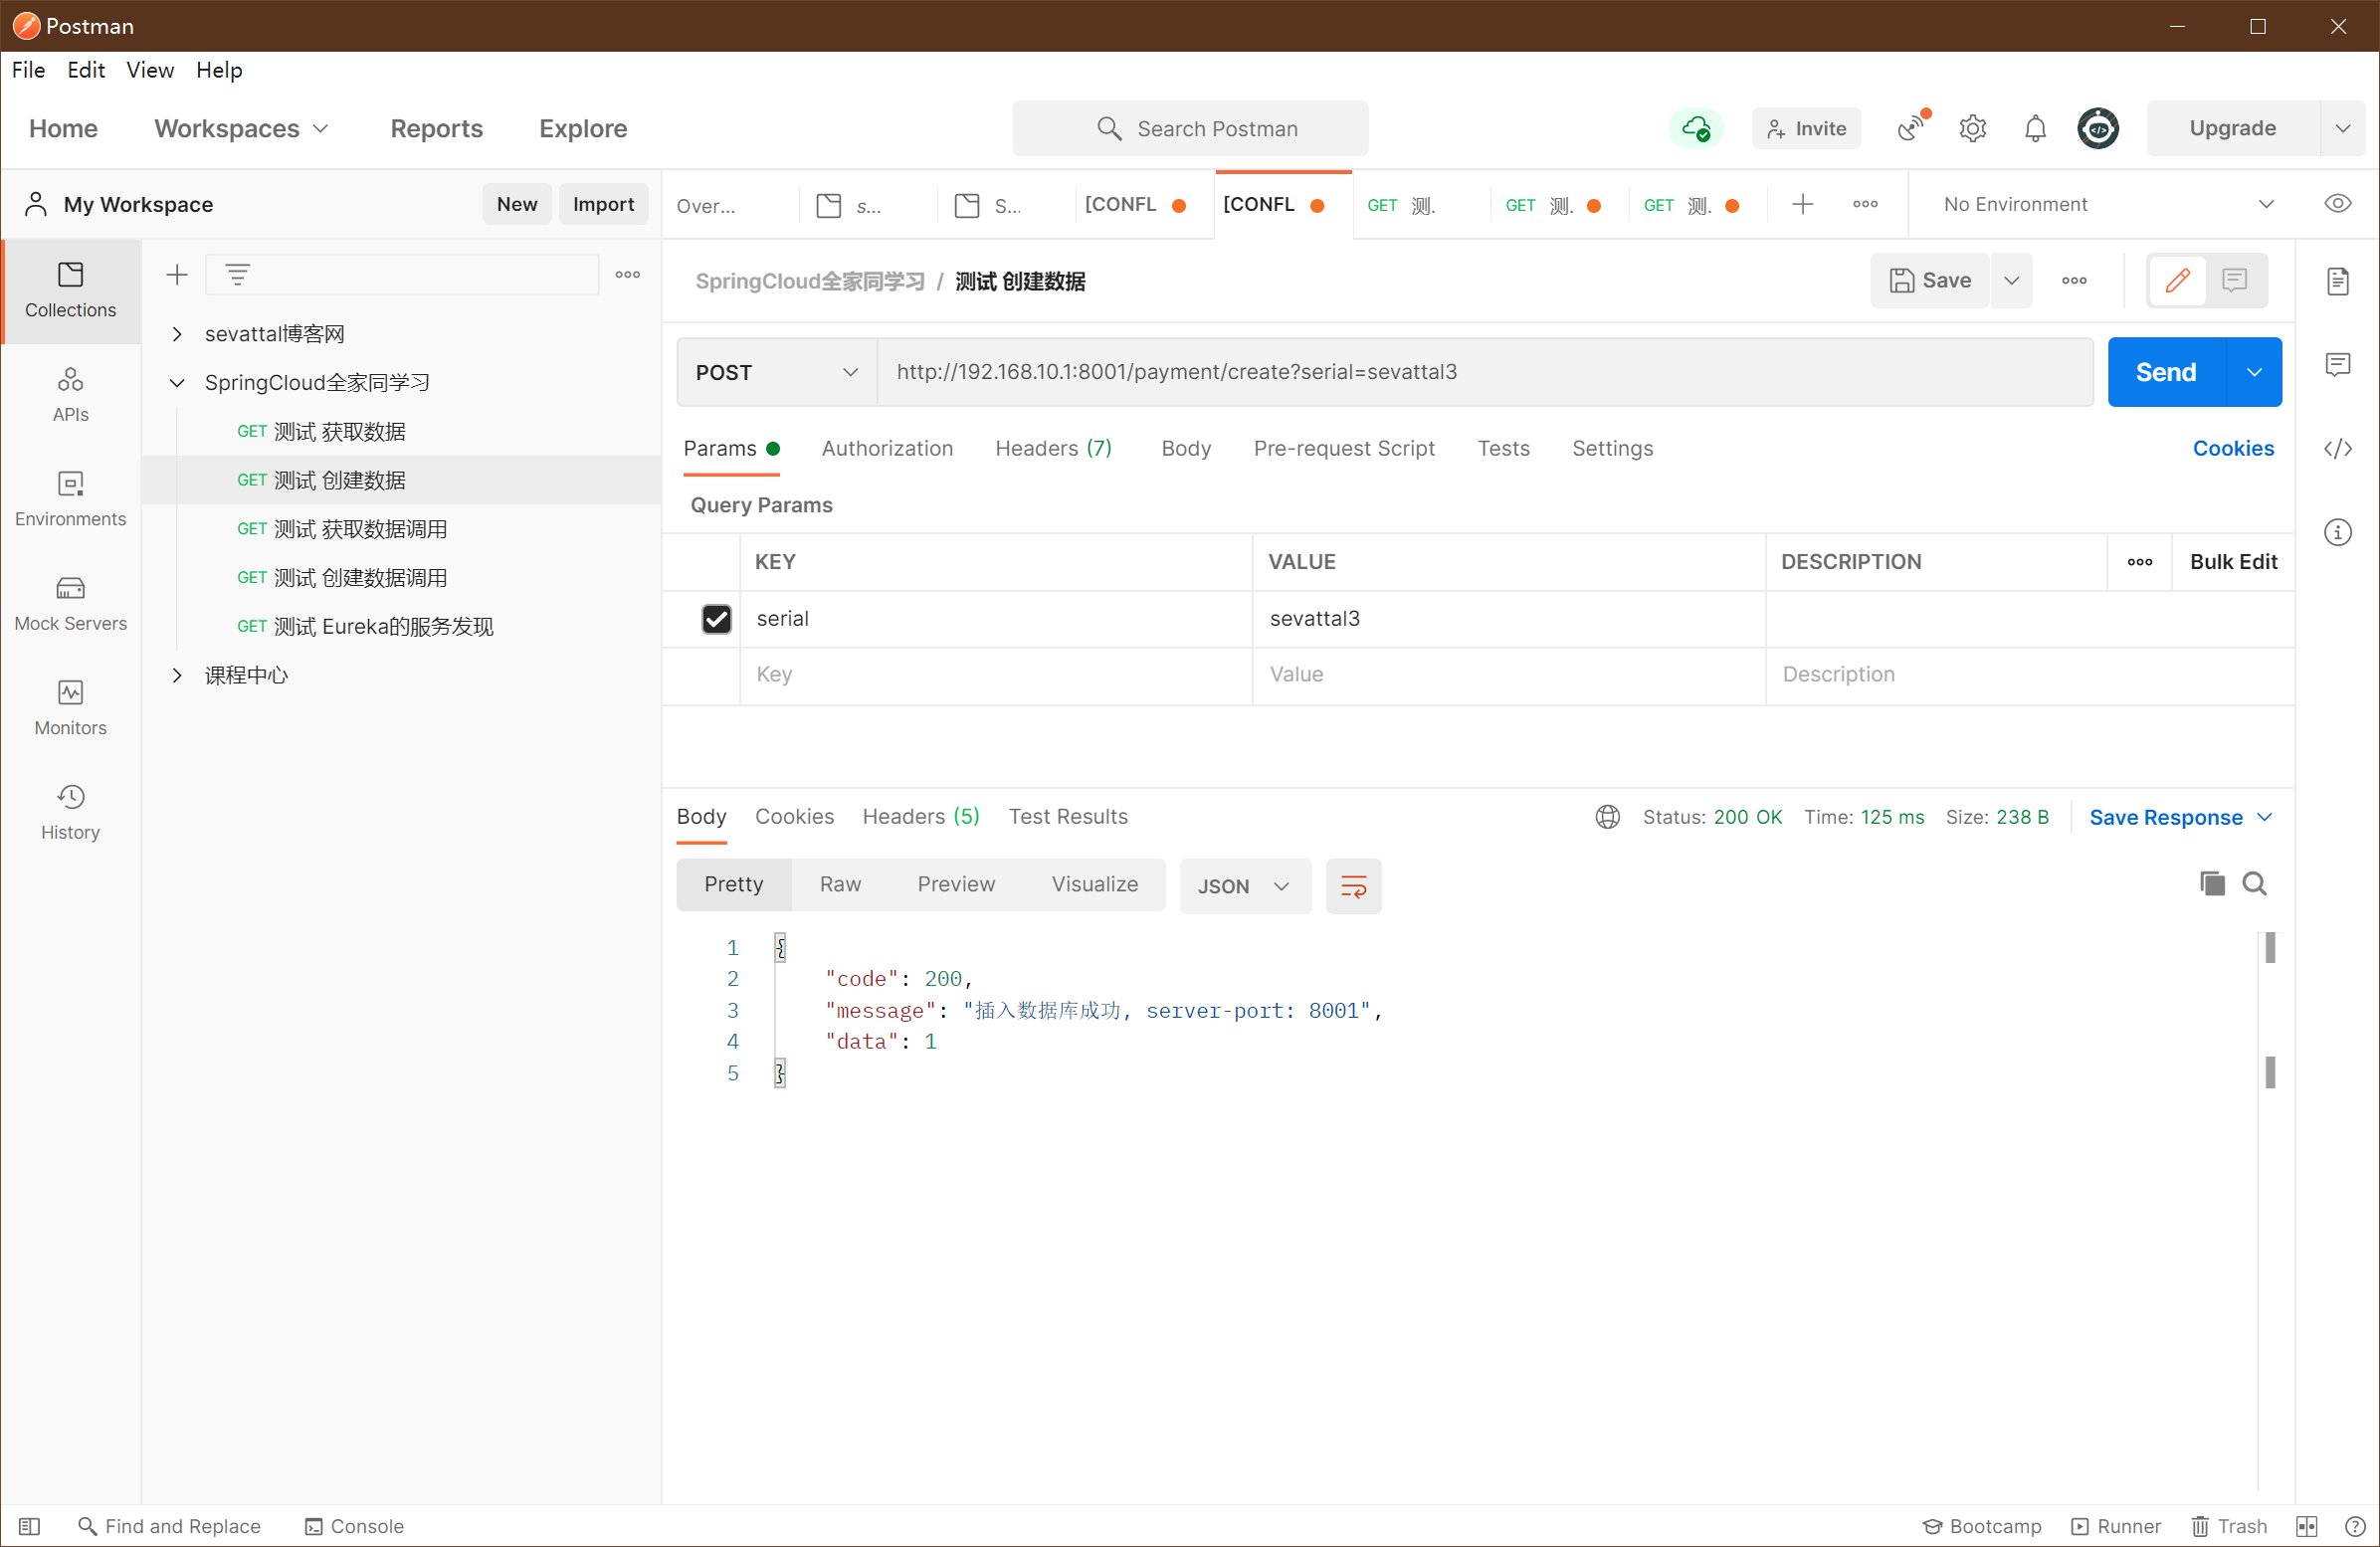 Postman
File Edit View Help
Home Workspaces Reports Explore Search Postman Invite Upgrade
My Workspace New Import Over... s... S... [CONFL [CONFL GET 测. GET 测. GET 测. No Environment
Collections
APIs
Environments
Mock Servers
Monitors
History
sevattal博客网
SpringCloud全家同学习
GET 测试 获取数据
GET 测试 创建数据
GET 测试 获取数据调用
GET 测试 创建数据调用
GET 测试 Eureka的服务发现
课程中心
SpringCloud全家同学习 / 测试 创建数据 Save
POST http://192.168.10.1:8001/payment/create?serial=sevattal3 Send
Params Authorization Headers (7) Body Pre-request Script Tests Settings Cookies
Query Params
KEY VALUE DESCRIPTION Bulk Edit
serial sevattal3
Key Value Description
Body Cookies Headers (5) Test Results Status: 200 OK Time: 125 ms Size: 238 B Save Response
Pretty Raw Preview Visualize JSON
1 {
2 "code": 200,
3 "message": "插入数据库成功, server-port: 8001",
4 "data": 1
5 }
Find and Replace Console Bootcamp Runner Trash